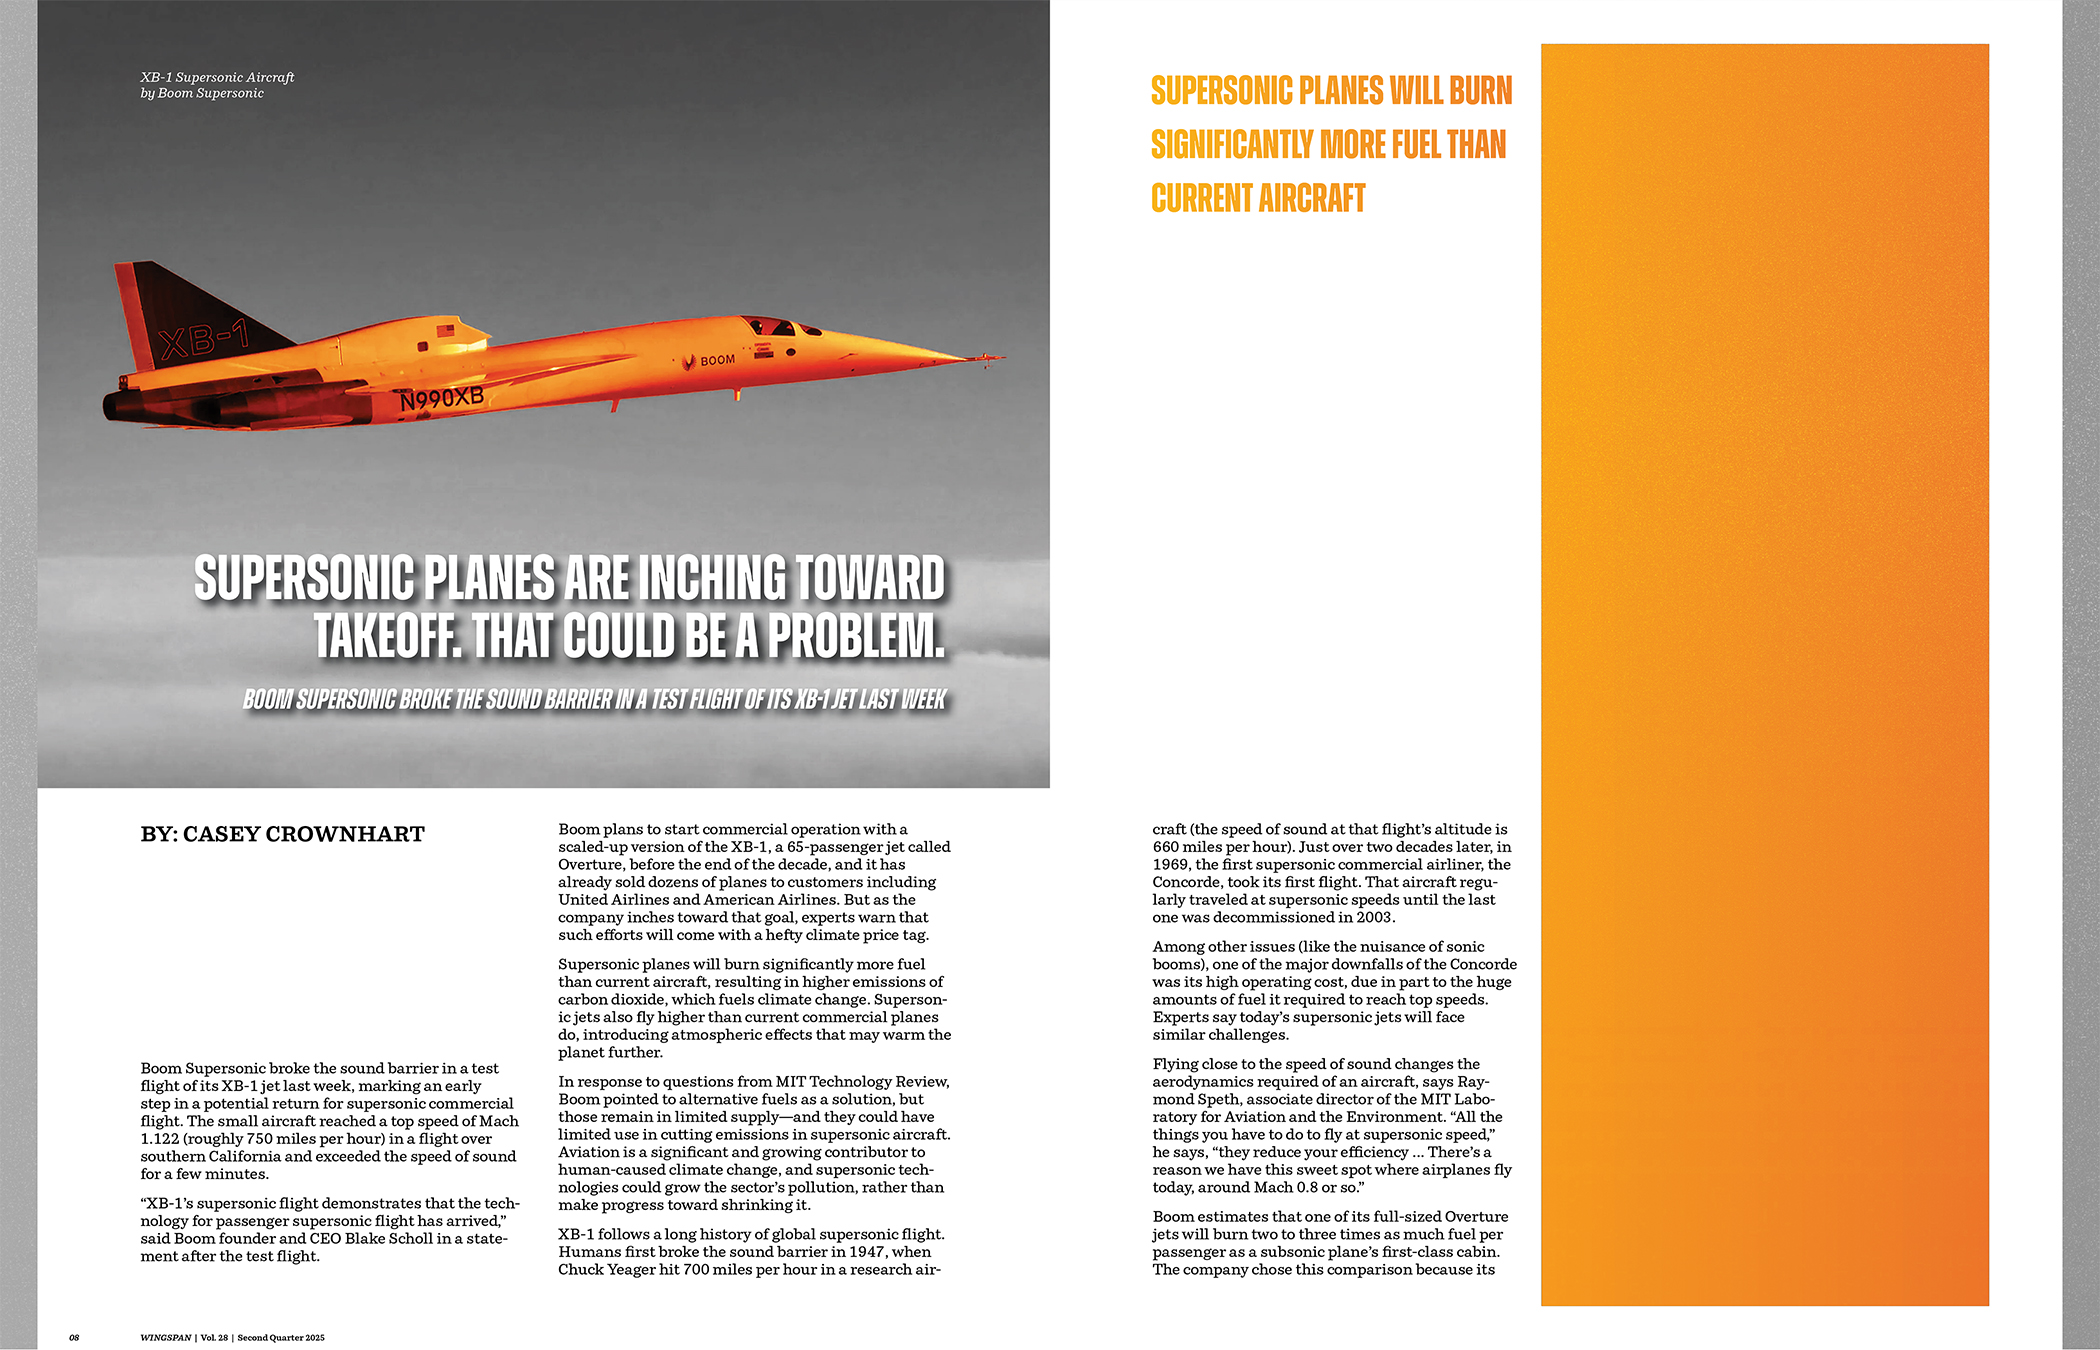 XB-1 Supersonic Aircraft
by Boom Supersonic
XB-1
BOOM
N990XB
SUPERSONIC PLANES ARE INCHING TOWARD
TAKEOFF. THAT COULD BE A PROBLEM.
BOOM SUPERSONIC BROKE THE SOUND BARRIER IN A TEST FLIGHT OF ITS XB-1 JET LAST WEEK
BY: CASEY CROWNHART
Boom Supersonic broke the sound barrier in a test
flight of its XB-1 jet last week, marking an early
step in a potential return for supersonic commercial
flight. The small aircraft reached a top speed of Mach
1.122 (roughly 750 miles per hour) in a flight over
southern California and exceeded the speed of sound
for a few minutes.
“XB-1’s supersonic flight demonstrates that the tech-
nology for passenger supersonic flight has arrived,”
said Boom founder and CEO Blake Scholl in a state-
ment after the test flight.
Boom plans to start commercial operation with a
scaled-up version of the XB-1, a 65-passenger jet called
Overture, before the end of the decade, and it has
already sold dozens of planes to customers including
United Airlines and American Airlines. But as the
company inches toward that goal, experts warn that
such efforts will come with a hefty climate price tag.
Supersonic planes will burn significantly more fuel
than current aircraft, resulting in higher emissions of
carbon dioxide, which fuels climate change. Superson-
ic jets also fly higher than current commercial planes
do, introducing atmospheric effects that may warm the
planet further.
In response to questions from MIT Technology Review,
Boom pointed to alternative fuels as a solution, but
those remain in limited supply—and they could have
limited use in cutting emissions in supersonic aircraft.
Aviation is a significant and growing contributor to
human-caused climate change, and supersonic tech-
nologies could grow the sector’s pollution, rather than
make progress toward shrinking it.
XB-1 follows a long history of global supersonic flight.
Humans first broke the sound barrier in 1947, when
Chuck Yeager hit 700 miles per hour in a research air-
08
WINGSPAN | Vol. 28 | Second Quarter 2025
SUPERSONIC PLANES WILL BURN
SIGNIFICANTLY MORE FUEL THAN
CURRENT AIRCRAFT
craft (the speed of sound at that flight’s altitude is
660 miles per hour). Just over two decades later, in
1969, the first supersonic commercial airliner, the
Concorde, took its first flight. That aircraft regu-
larly traveled at supersonic speeds until the last
one was decommissioned in 2003.
Among other issues (like the nuisance of sonic
booms), one of the major downfalls of the Concorde
was its high operating cost, due in part to the huge
amounts of fuel it required to reach top speeds.
Experts say today’s supersonic jets will face
similar challenges.
Flying close to the speed of sound changes the
aerodynamics required of an aircraft, says Ray-
mond Speth, associate director of the MIT Labo-
ratory for Aviation and the Environment. “All the
things you have to do to fly at supersonic speed,”
he says, “they reduce your efficiency ... There’s a
reason we have this sweet spot where airplanes fly
today, around Mach 0.8 or so.”
Boom estimates that one of its full-sized Overture
jets will burn two to three times as much fuel per
passenger as a subsonic plane’s first-class cabin.
The company chose this comparison because its